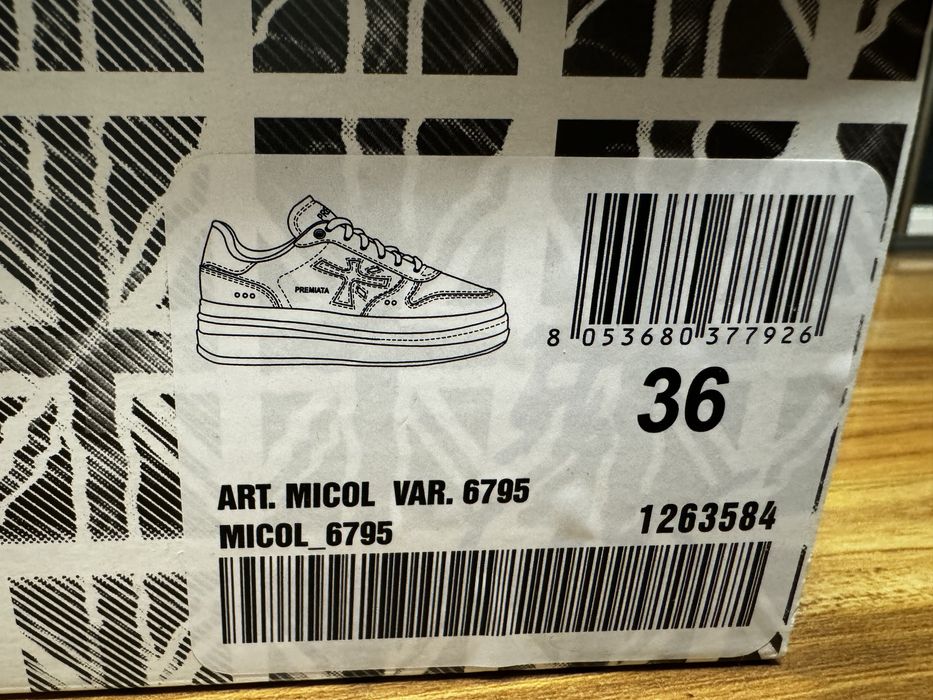 PREMIATA
8 053680 377926
36
ART. MICOL VAR. 6795
MICOL_6795
1263584